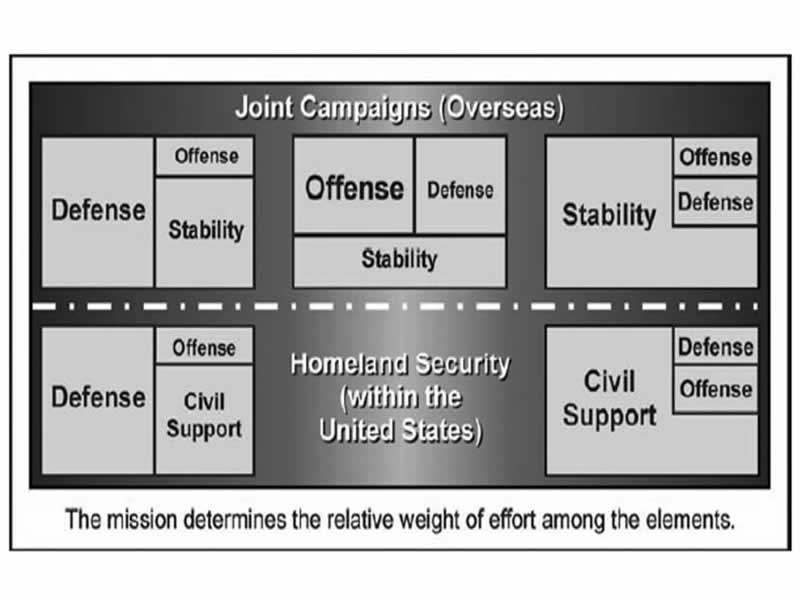 Joint Campaigns (Overseas)
Defense
Offense
Stability
Offense
Defense
Stability
Stability
Offense
Defense
Defense
Offense
Civil
Support
Homeland Security
(within the
United States)
Civil
Support
Defense
Offense
The mission determines the relative weight of effort among the elements.